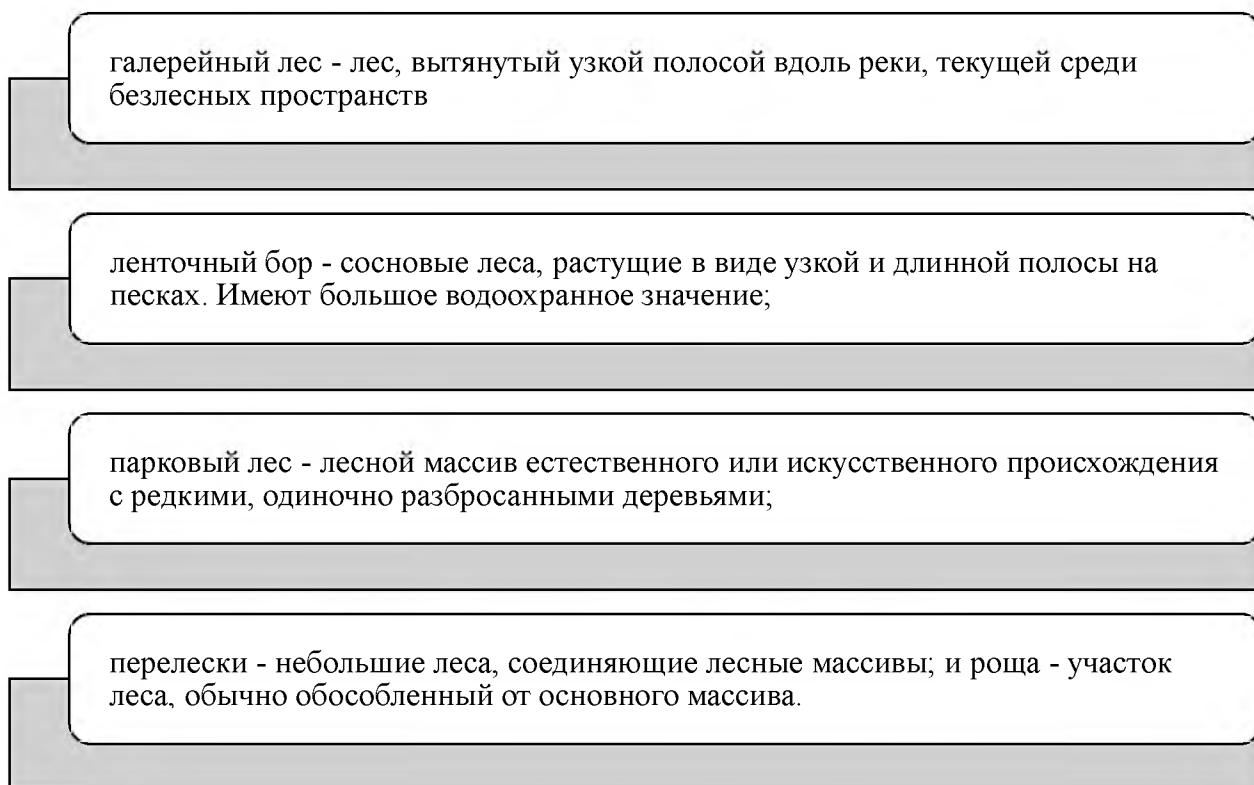 галерейный лес - лес, вытянутый узкой полосой вдоль реки, текущей среди
безлесных пространств
ленточный бор - сосновые леса, растущие в виде узкой и длинной полосы на
песках. Имеют большое водоохранное значение;
парковый лес - лесной массив естественного или искусственного происхождения
с редкими, одиночно разбросанными деревьями;
перелески - небольшие леса, соединяющие лесные массивы; и роща - участок
леса, обычно обособленный от основного массива.